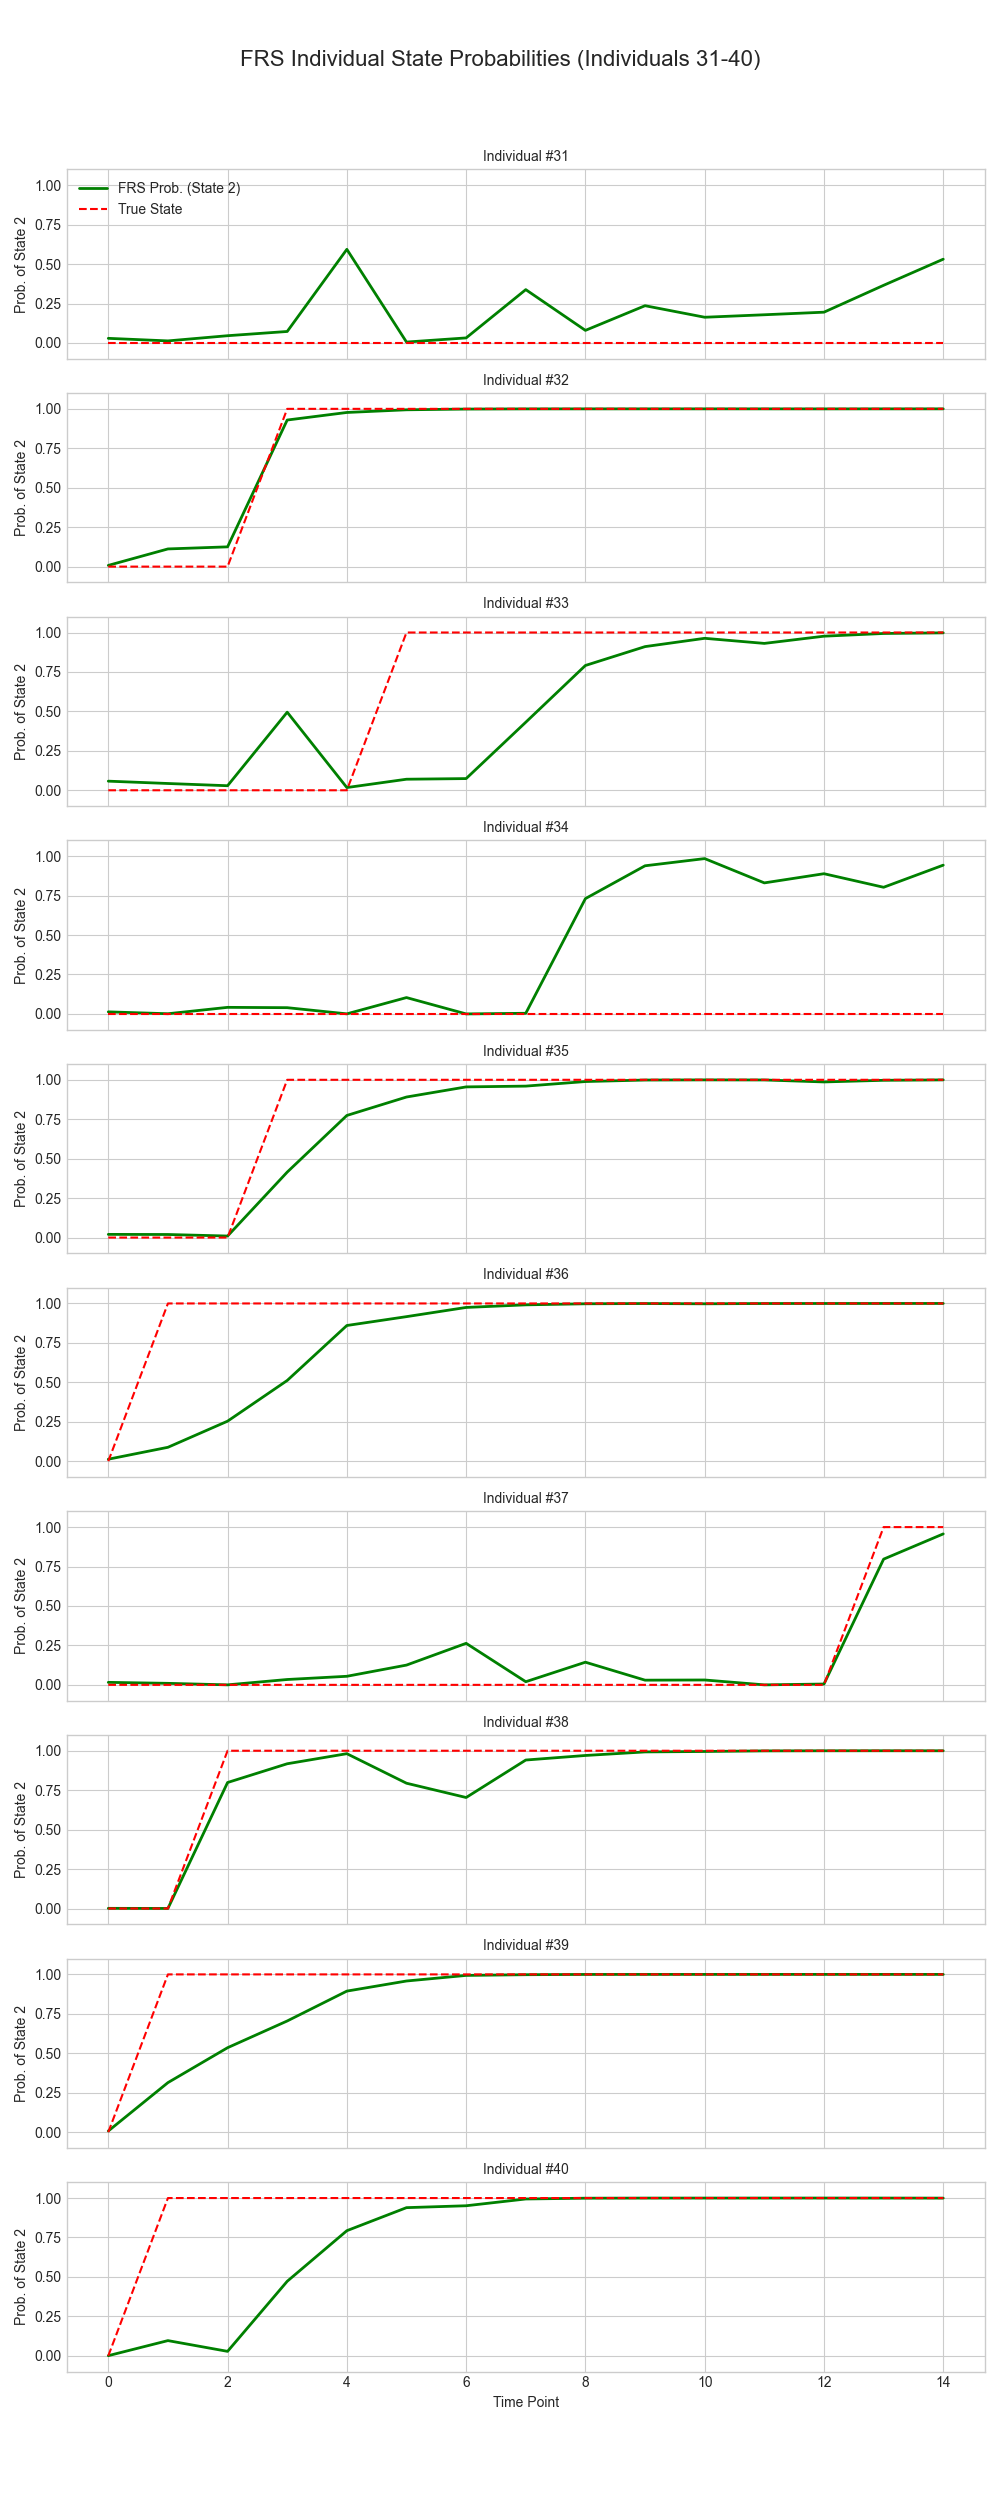 FRS Individual State Probabilities (Individuals 31-40)
Individual #31
FRS Prob. (State 2)
True State
Prob. of State 2
1.00
0.75
0.50
0.25
0.00
Individual #32
Prob. of State 2
1.00
0.75
0.50
0.25
0.00
Individual #33
Prob. of State 2
1.00
0.75
0.50
0.25
0.00
Individual #34
Prob. of State 2
1.00
0.75
0.50
0.25
0.00
Individual #35
Prob. of State 2
1.00
0.75
0.50
0.25
0.00
Individual #36
Prob. of State 2
1.00
0.75
0.50
0.25
0.00
Individual #37
Prob. of State 2
1.00
0.75
0.50
0.25
0.00
Individual #38
Prob. of State 2
1.00
0.75
0.50
0.25
0.00
Individual #39
Prob. of State 2
1.00
0.75
0.50
0.25
0.00
Individual #40
Prob. of State 2
1.00
0.75
0.50
0.25
0.00
0 2 4 6 8 10 12 14
Time Point